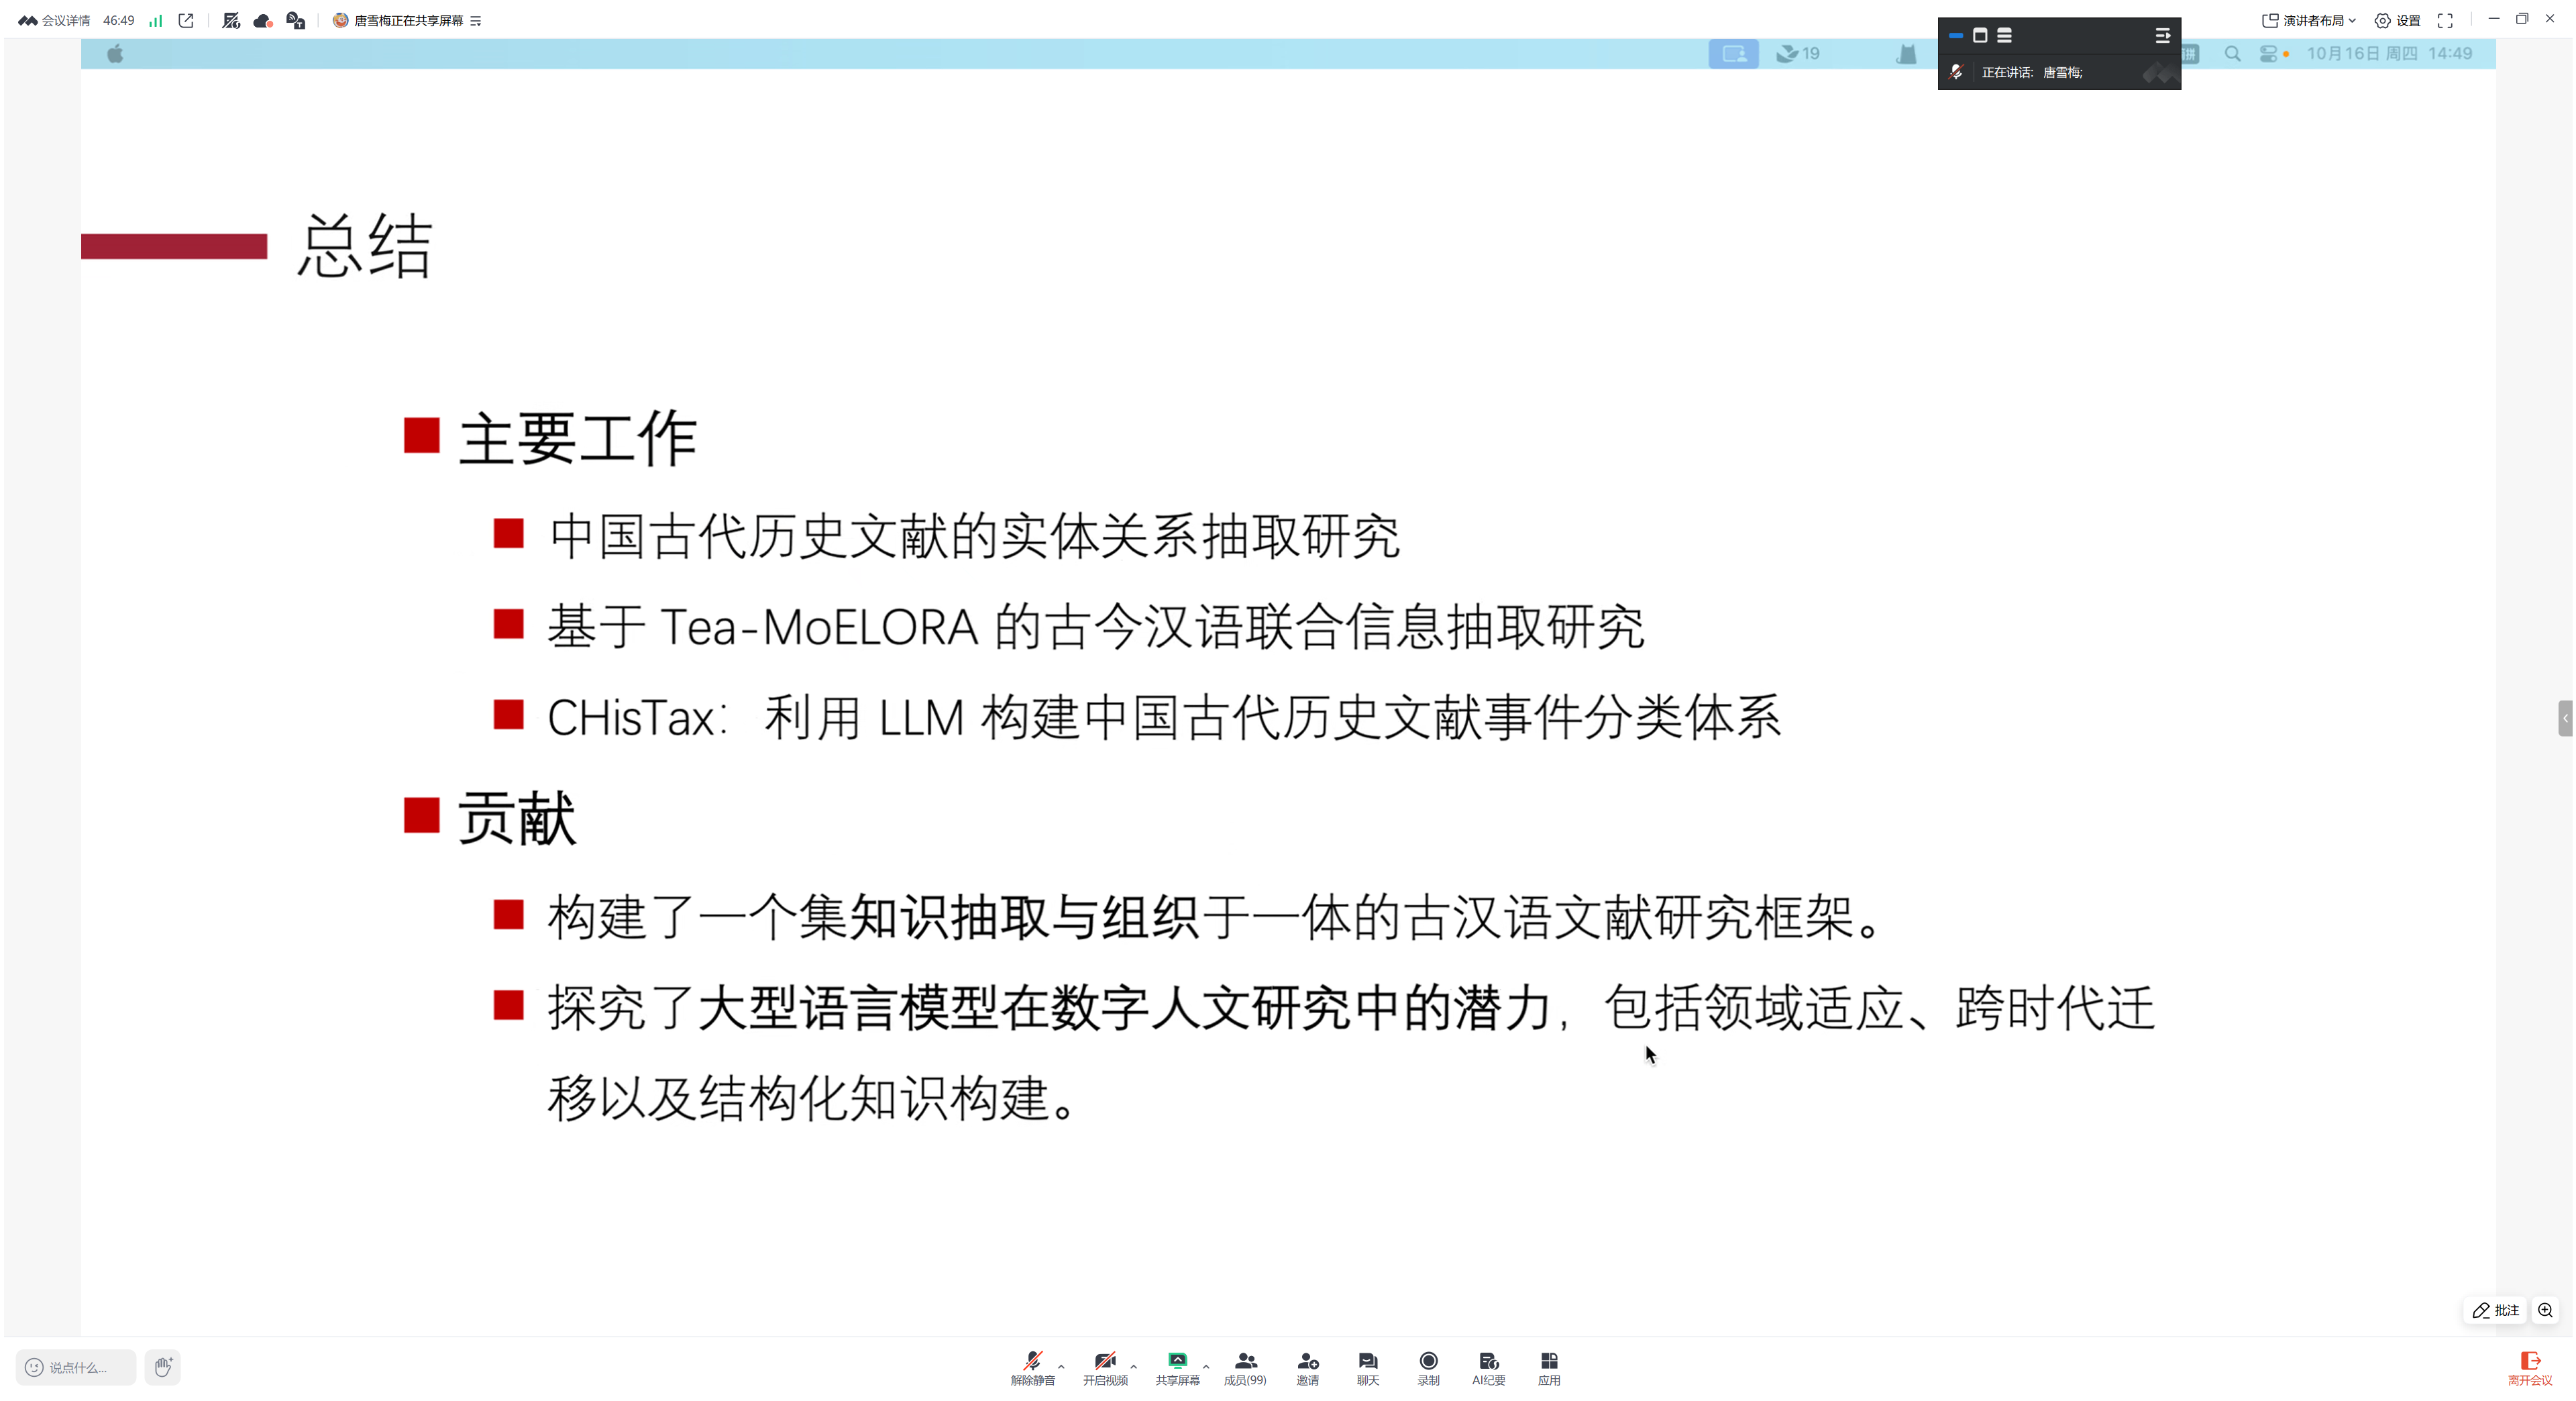 会议详情 46:49 唐雪梅正在共享屏幕 演讲者布局 设置
19 拼 10月16日 周四 14:49
正在讲话: 唐雪梅;
总结
主要工作
中国古代历史文献的实体关系抽取研究
基于 Tea-MoELORA 的古今汉语联合信息抽取研究
CHisTax：利用 LLM 构建中国古代历史文献事件分类体系
贡献
构建了一个集知识抽取与组织于一体的古汉语文献研究框架。
探究了大型语言模型在数字人文研究中的潜力，包括领域适应、跨时代迁
移以及结构化知识构建。
批注
说点什么... 解除静音 开启视频 共享屏幕 成员(99) 邀请 聊天 录制 AI纪要 应用 离开会议